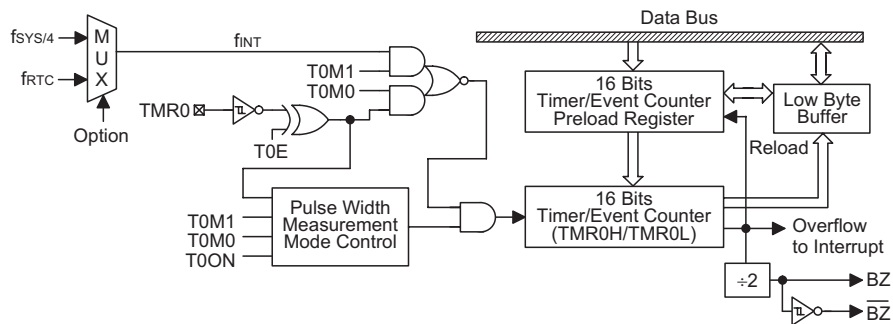 Data Bus
fSYS/4
fRTC
M
U
X
Option
fINT
T0M1
T0M0
TMR0
T0E
16 Bits
Timer/Event Counter
Preload Register
Low Byte
Buffer
Reload
T0M1
T0M0
T0ON
Pulse Width
Measurement
Mode Control
16 Bits
Timer/Event Counter
(TMR0H/TMR0L)
Overflow
to Interrupt
÷2
BZ
B̅Z̅